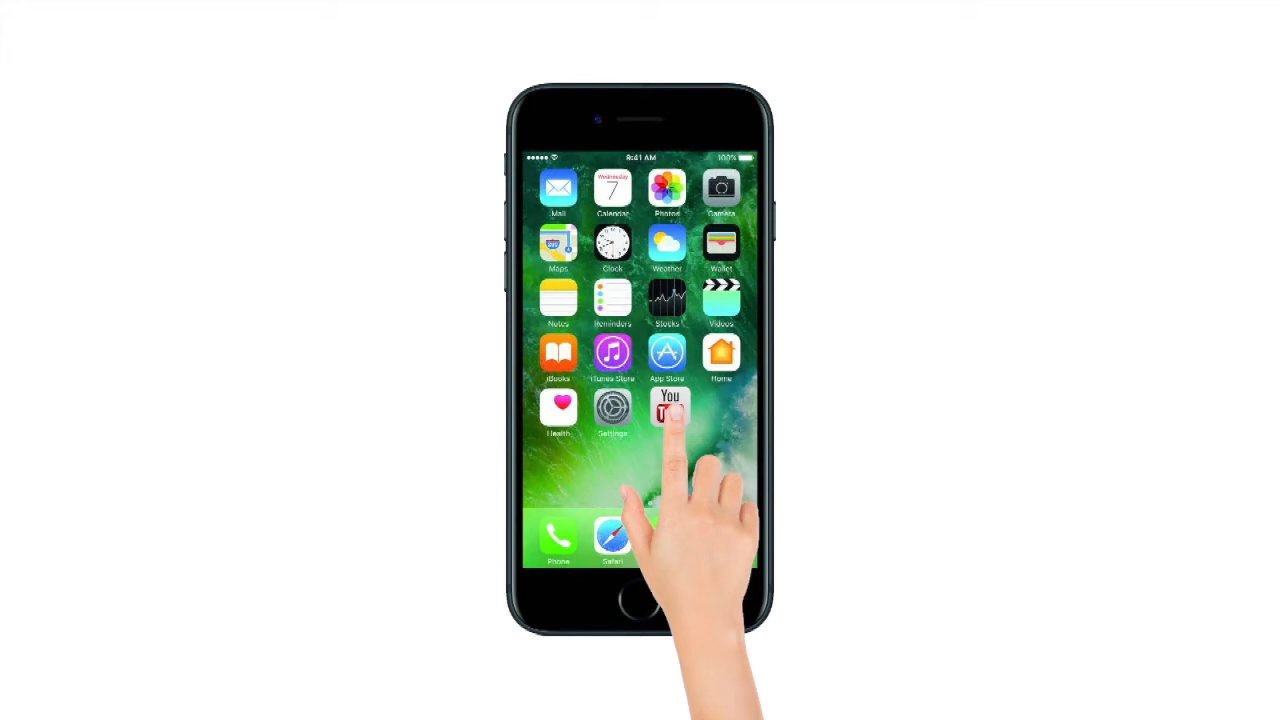 9:41 AM 100%
Wednesday
7
Mail Calendar Photos Camera
280
Maps Clock Weather Wallet
Notes Reminders Stocks Videos
iBooks iTunes Store App Store Home
You
Health Settings
Phone Safari